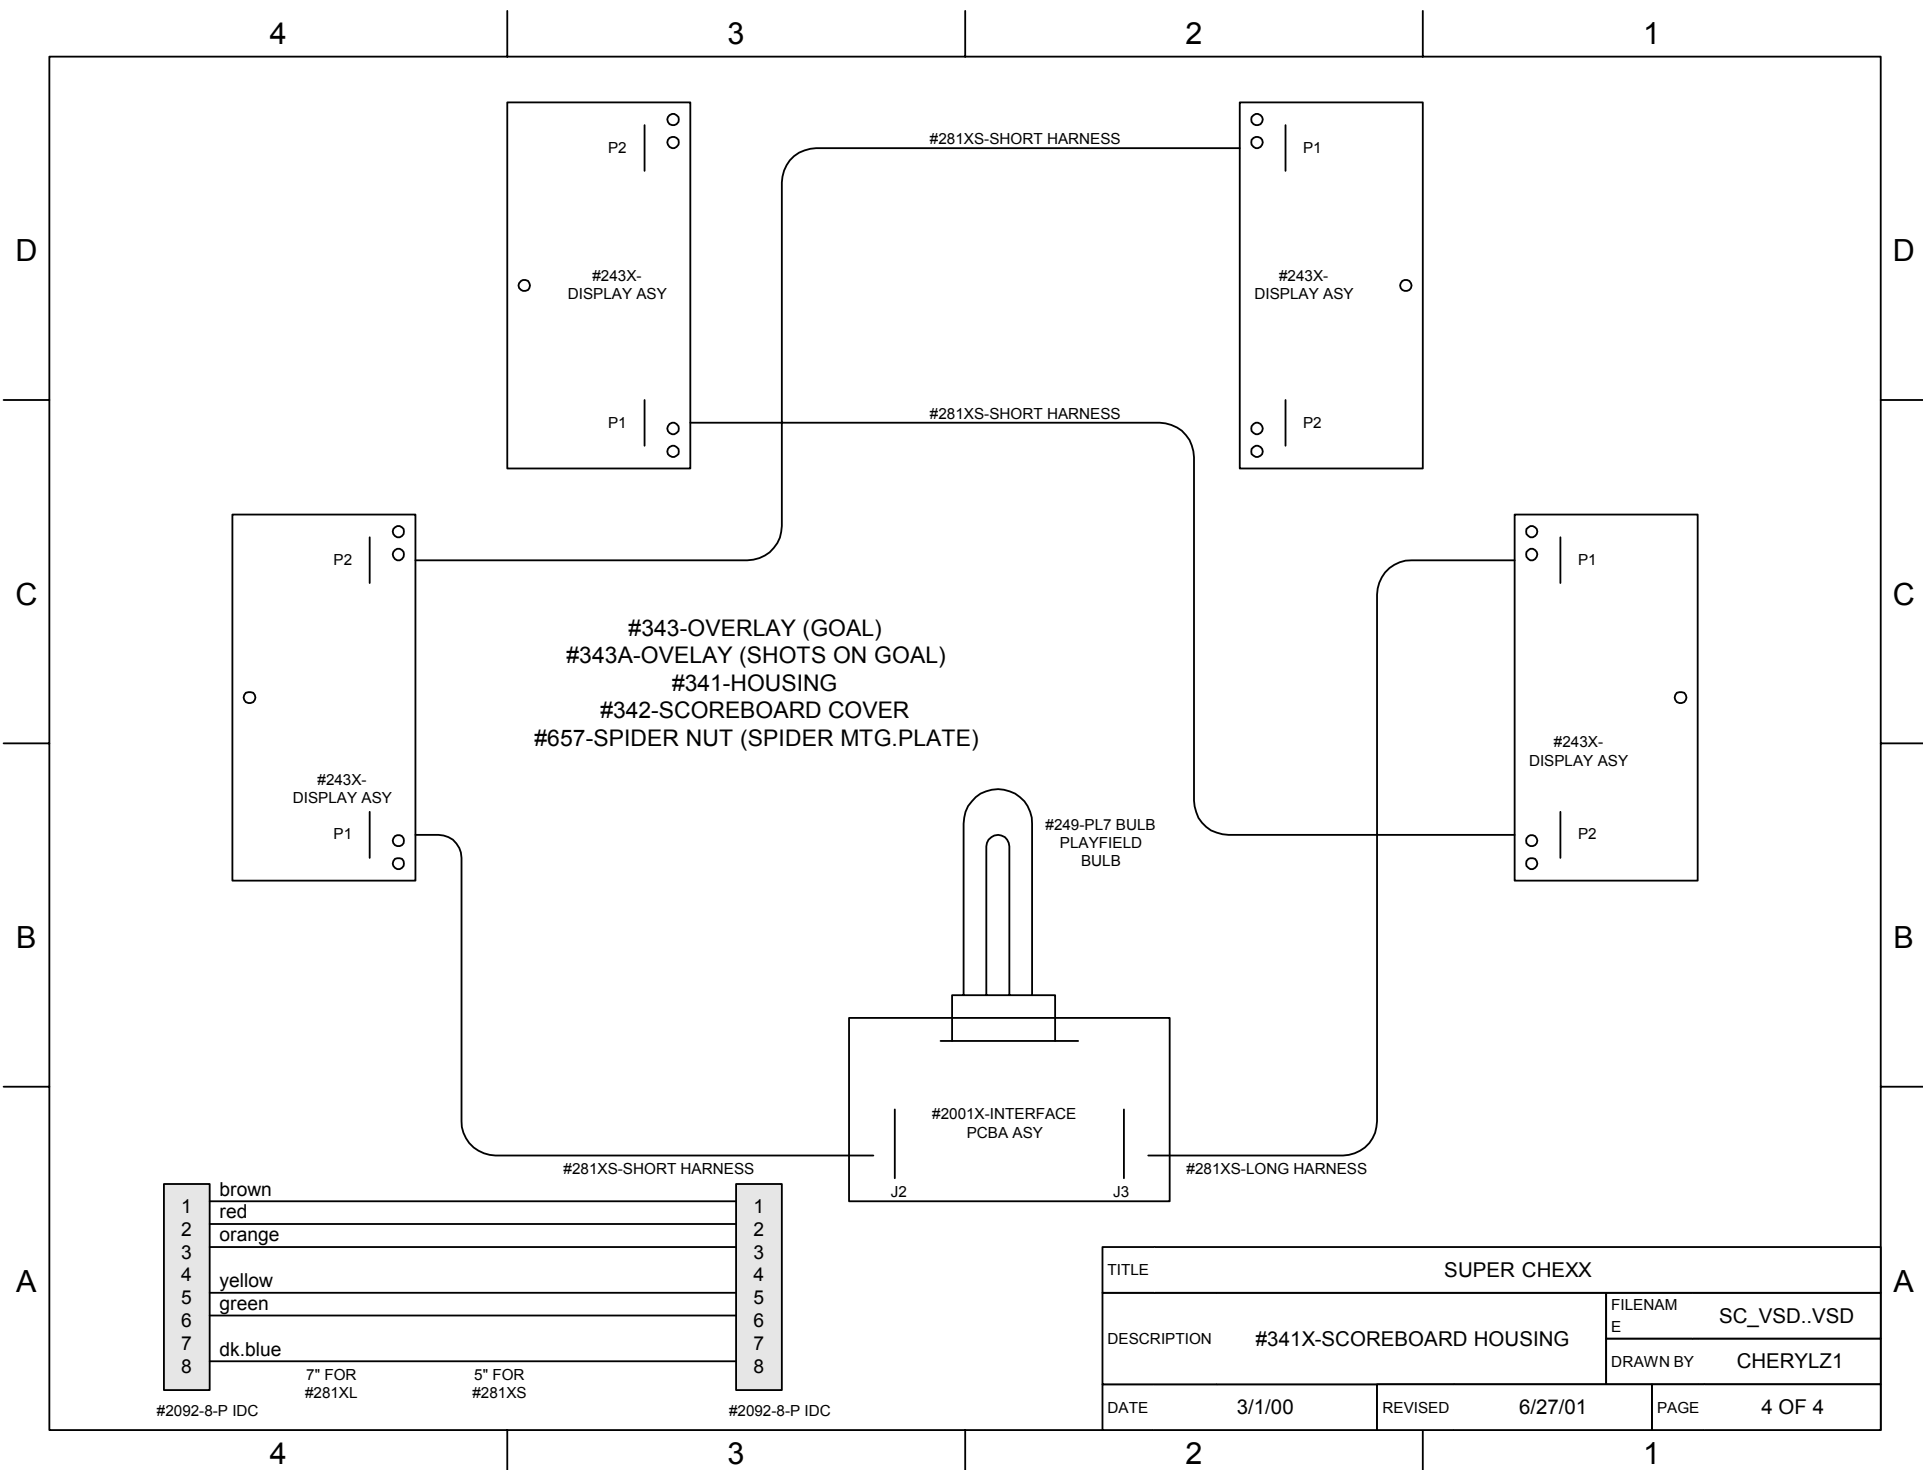 4 3 2 1
P2
#281XS-SHORT HARNESS
P1
D
#243X-
DISPLAY ASY
#243X-
DISPLAY ASY
D
P1
#281XS-SHORT HARNESS
P2
P2
P1
C
C
#343-OVERLAY (GOAL)
#343A-OVELAY (SHOTS ON GOAL)
#341-HOUSING
#342-SCOREBOARD COVER
#657-SPIDER NUT (SPIDER MTG.PLATE)
#243X-
DISPLAY ASY
#243X-
DISPLAY ASY
P1
#249-PL7 BULB
PLAYFIELD
BULB
P2
B
B
#2001X-INTERFACE
PCBA ASY
#281XS-SHORT HARNESS
#281XS-LONG HARNESS
J2
J3
A
A
1 brown 1
2 red 2
3 orange 3
4 4
5 yellow 5
6 green 6
7 7
8 dk.blue 8
7" FOR
#281XL
5" FOR
#281XS
#2092-8-P IDC
#2092-8-P IDC
TITLE SUPER CHEXX
DESCRIPTION #341X-SCOREBOARD HOUSING
FILENAM
E
SC_VSD..VSD
DRAWN BY CHERYLZ1
DATE 3/1/00 REVISED 6/27/01 PAGE 4 OF 4
4 3 2 1